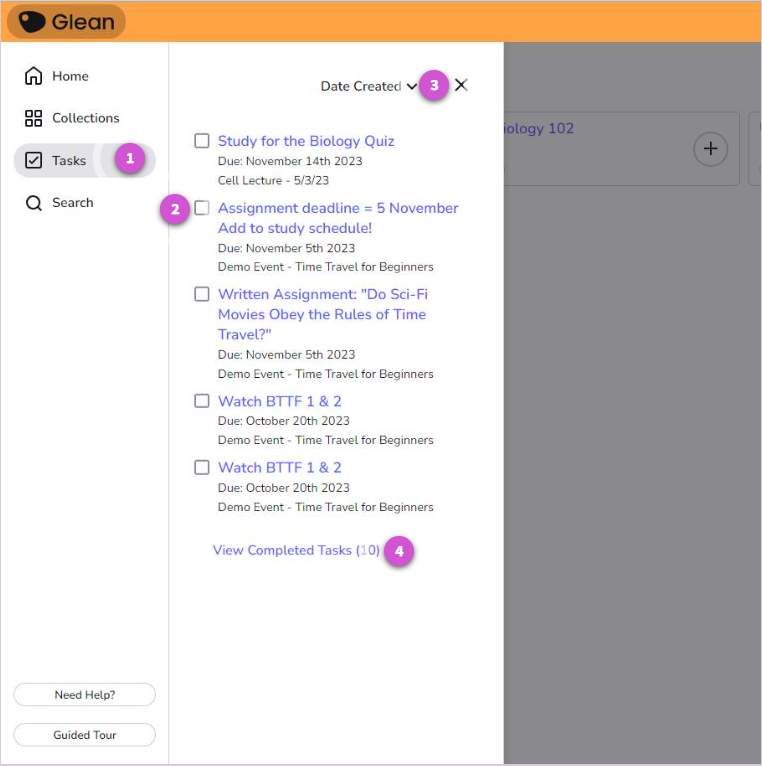 Glean
Home
Collections
Tasks
1
Search
Date Created
3
Study for the Biology Quiz
Due: November 14th 2023
Cell Lecture - 5/3/23
2
Assignment deadline = 5 November
Add to study schedule!
Due: November 5th 2023
Demo Event - Time Travel for Beginners
Written Assignment: "Do Sci-Fi
Movies Obey the Rules of Time
Travel?"
Due: November 5th 2023
Demo Event - Time Travel for Beginners
Watch BTTF 1 & 2
Due: October 20th 2023
Demo Event - Time Travel for Beginners
Watch BTTF 1 & 2
Due: October 20th 2023
Demo Event - Time Travel for Beginners
View Completed Tasks (10)
4
iology 102
Need Help?
Guided Tour